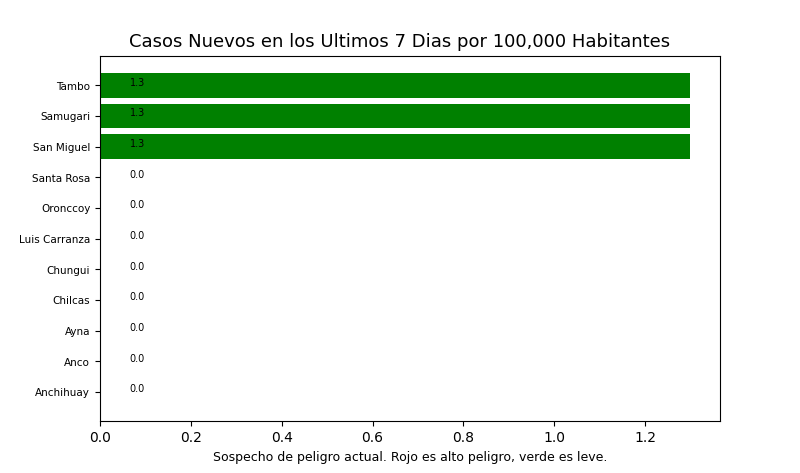 Casos Nuevos en los Ultimos 7 Dias por 100,000 Habitantes
Tambo 1.3
Samugari 1.3
San Miguel 1.3
Santa Rosa 0.0
Oronccoy 0.0
Luis Carranza 0.0
Chungui 0.0
Chilcas 0.0
Ayna 0.0
Anco 0.0
Anchihuay 0.0
0.0 0.2 0.4 0.6 0.8 1.0 1.2
Sospecho de peligro actual. Rojo es alto peligro, verde es leve.